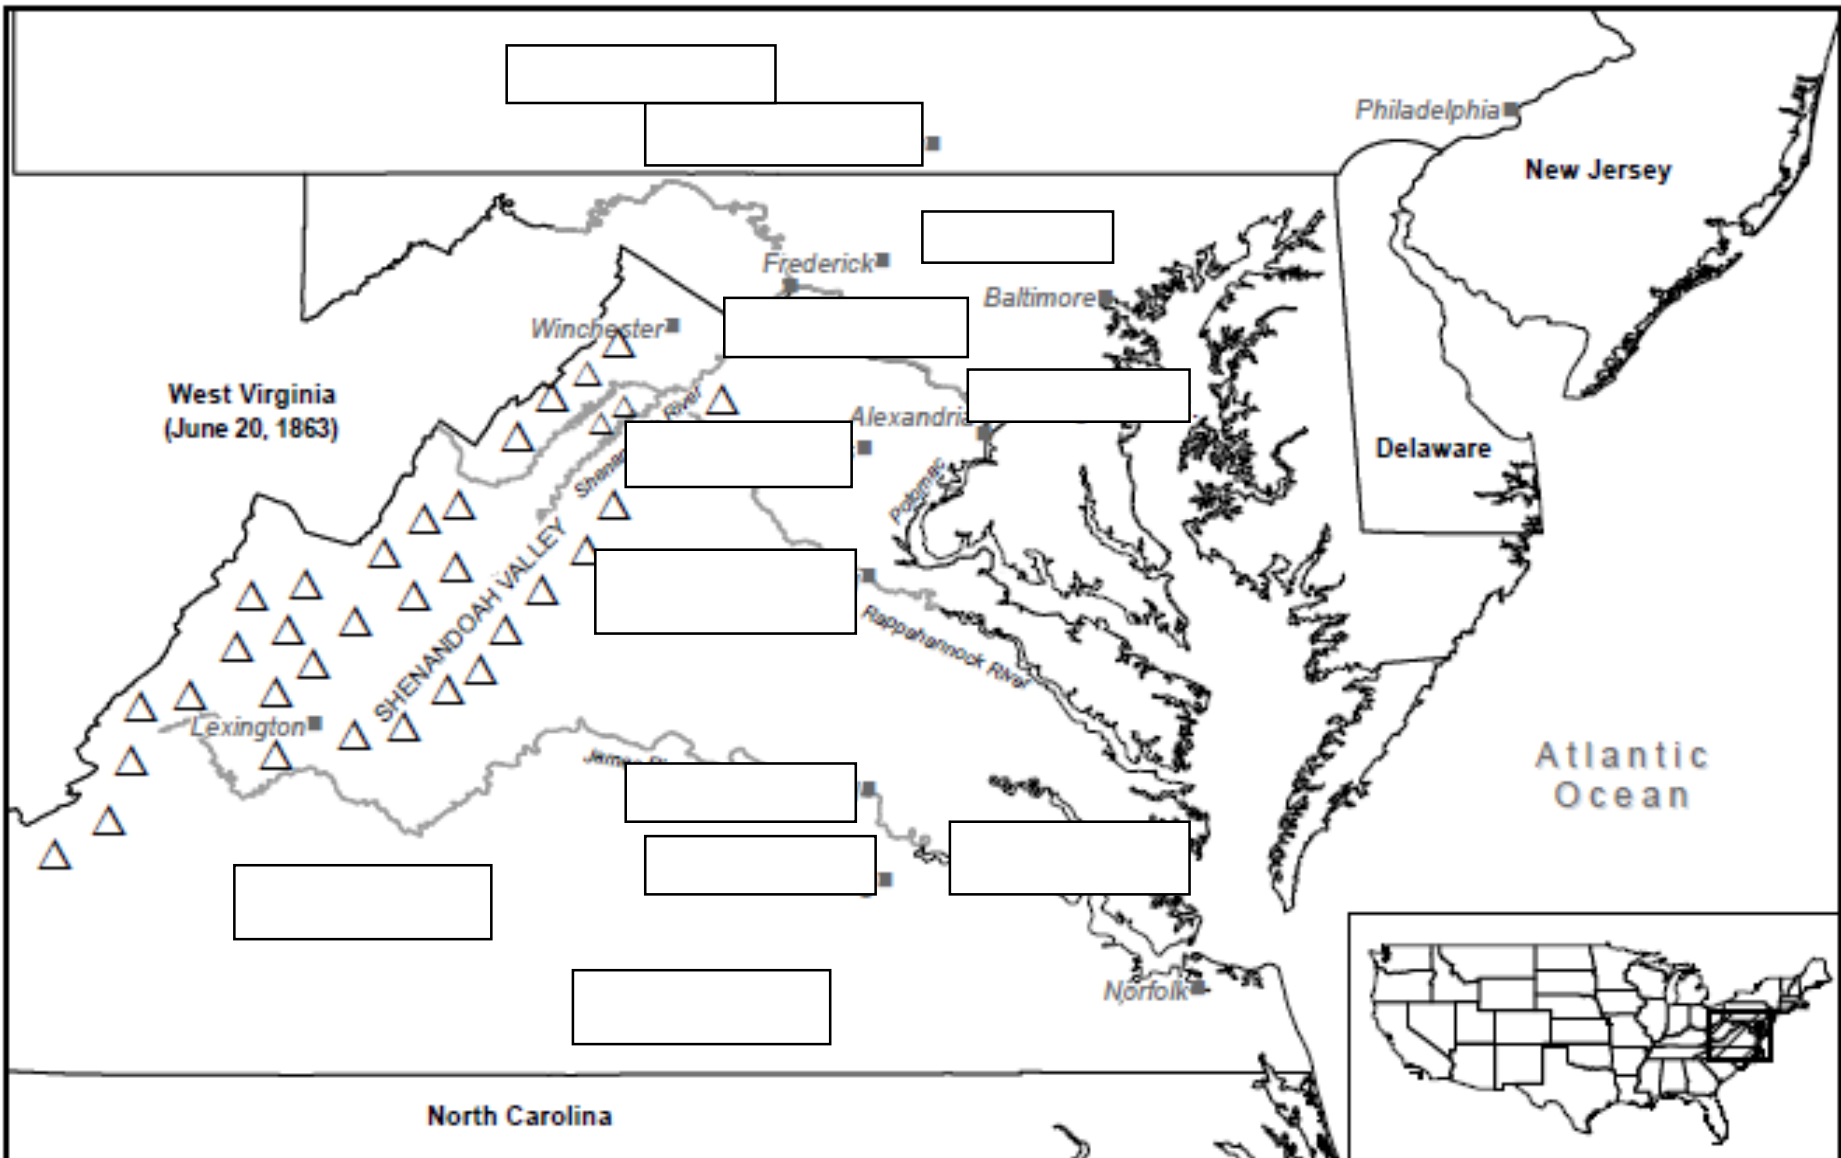 Philadelphia
New Jersey
Frederick
Baltimore
Winchester
West Virginia
(June 20, 1863)
River
Alexandria
Delaware
Potomac
SHENANDOAH VALLEY
Rappahannock River
Lexington
Atlantic
Ocean
Norfolk
North Carolina